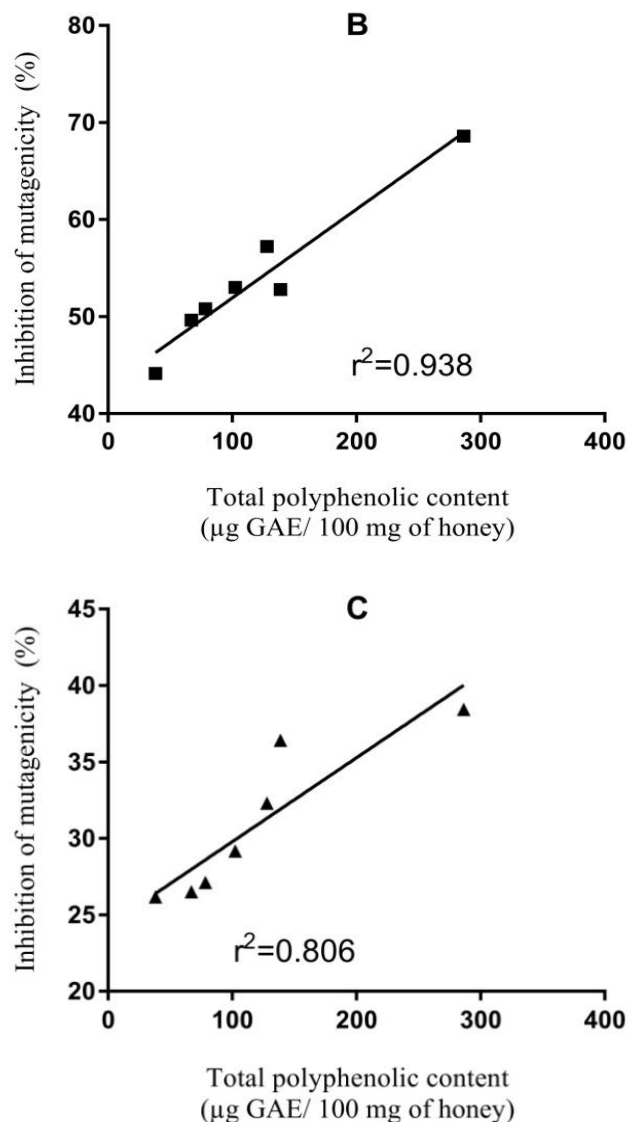 B
80
70
60
50
40
Inhibition of mutagenicity (%)
r²=0.938
0 100 200 300 400
Total polyphenolic content
(µg GAE/ 100 mg of honey)
C
45
40
35
30
25
20
Inhibition of mutagenicity (%)
r²=0.806
0 100 200 300 400
Total polyphenolic content
(µg GAE/ 100 mg of honey)